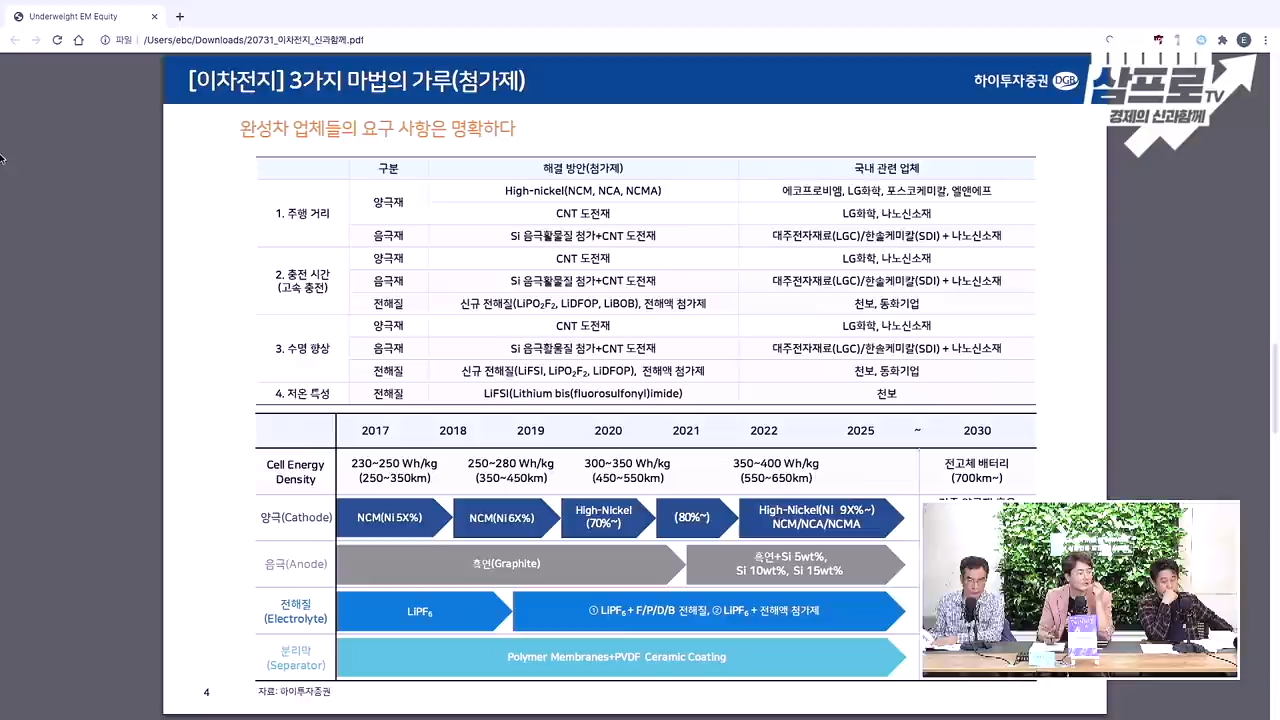 Underweight EM Equity
파일 /Users/ebc/Downloads/20731_이차전지_신과함께.pdf
E
[이차전지] 3가지 마법의 가루(첨가제)
하이투자증권 DGB
삼프로TV
경제의 신과함께
완성차 업체들의 요구 사항은 명확하다
구분 해결 방안(첨가제) 국내 관련 업체
1. 주행 거리 양극재 High-nickel(NCM, NCA, NCMA) 에코프로비엠, LG화학, 포스코케미칼, 엘앤에프
CNT 도전재 LG화학, 나노신소재
음극재 Si 음극활물질 첨가+CNT 도전재 대주전자재료(LGC)/한솔케미칼(SDI) + 나노신소재
2. 충전 시간
(고속 충전)
양극재 CNT 도전재 LG화학, 나노신소재
음극재 Si 음극활물질 첨가+CNT 도전재 대주전자재료(LGC)/한솔케미칼(SDI) + 나노신소재
전해질 신규 전해질(LiPO₂F₂, LiDFOP, LiBOB), 전해액 첨가제 천보, 동화기업
3. 수명 향상 양극재 CNT 도전재 LG화학, 나노신소재
음극재 Si 음극활물질 첨가+CNT 도전재 대주전자재료(LGC)/한솔케미칼(SDI) + 나노신소재
전해질 신규 전해질(LiFSI, LiPO₂F₂, LiDFOP), 전해액 첨가제 천보, 동화기업
4. 저온 특성 전해질 LiFSI(Lithium bis(fluorosulfonyl)imide) 천보
2017 2018 2019 2020 2021 2022 2025 ~ 2030
Cell Energy
Density
230~250 Wh/kg
(250~350km)
250~280 Wh/kg
(350~450km)
300~350 Wh/kg
(450~550km)
350~400 Wh/kg
(550~650km)
전고체 배터리
(700km~)
양극(Cathode) NCM(Ni 5X%) NCM(Ni 6X%)
High-Nickel
(70%~)
(80%~)
High-Nickel(Ni 9X%~)
NCM/NCA/NCMA
음극(Anode) 흑연(Graphite)
흑연+Si 5wt%,
Si 10wt%, Si 15wt%
전해질
(Electrolyte)
LiPF₆
① LiPF₆ + F/P/D/B 전해질, ② LiPF₆ + 전해액 첨가제
분리막
(Separator)
Polymer Membranes+PVDF Ceramic Coating
4 자료: 하이투자증권